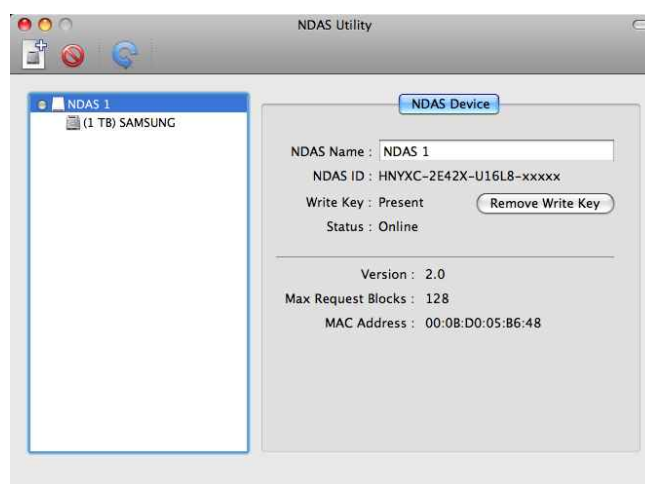 NDAS Utility
NDAS 1
(1 TB) SAMSUNG
NDAS Device
NDAS Name : NDAS 1
NDAS ID : HNYXC-2E42X-U16L8-xxxxx
Write Key : Present Remove Write Key
Status : Online
Version : 2.0
Max Request Blocks : 128
MAC Address : 00:0B:D0:05:B6:48